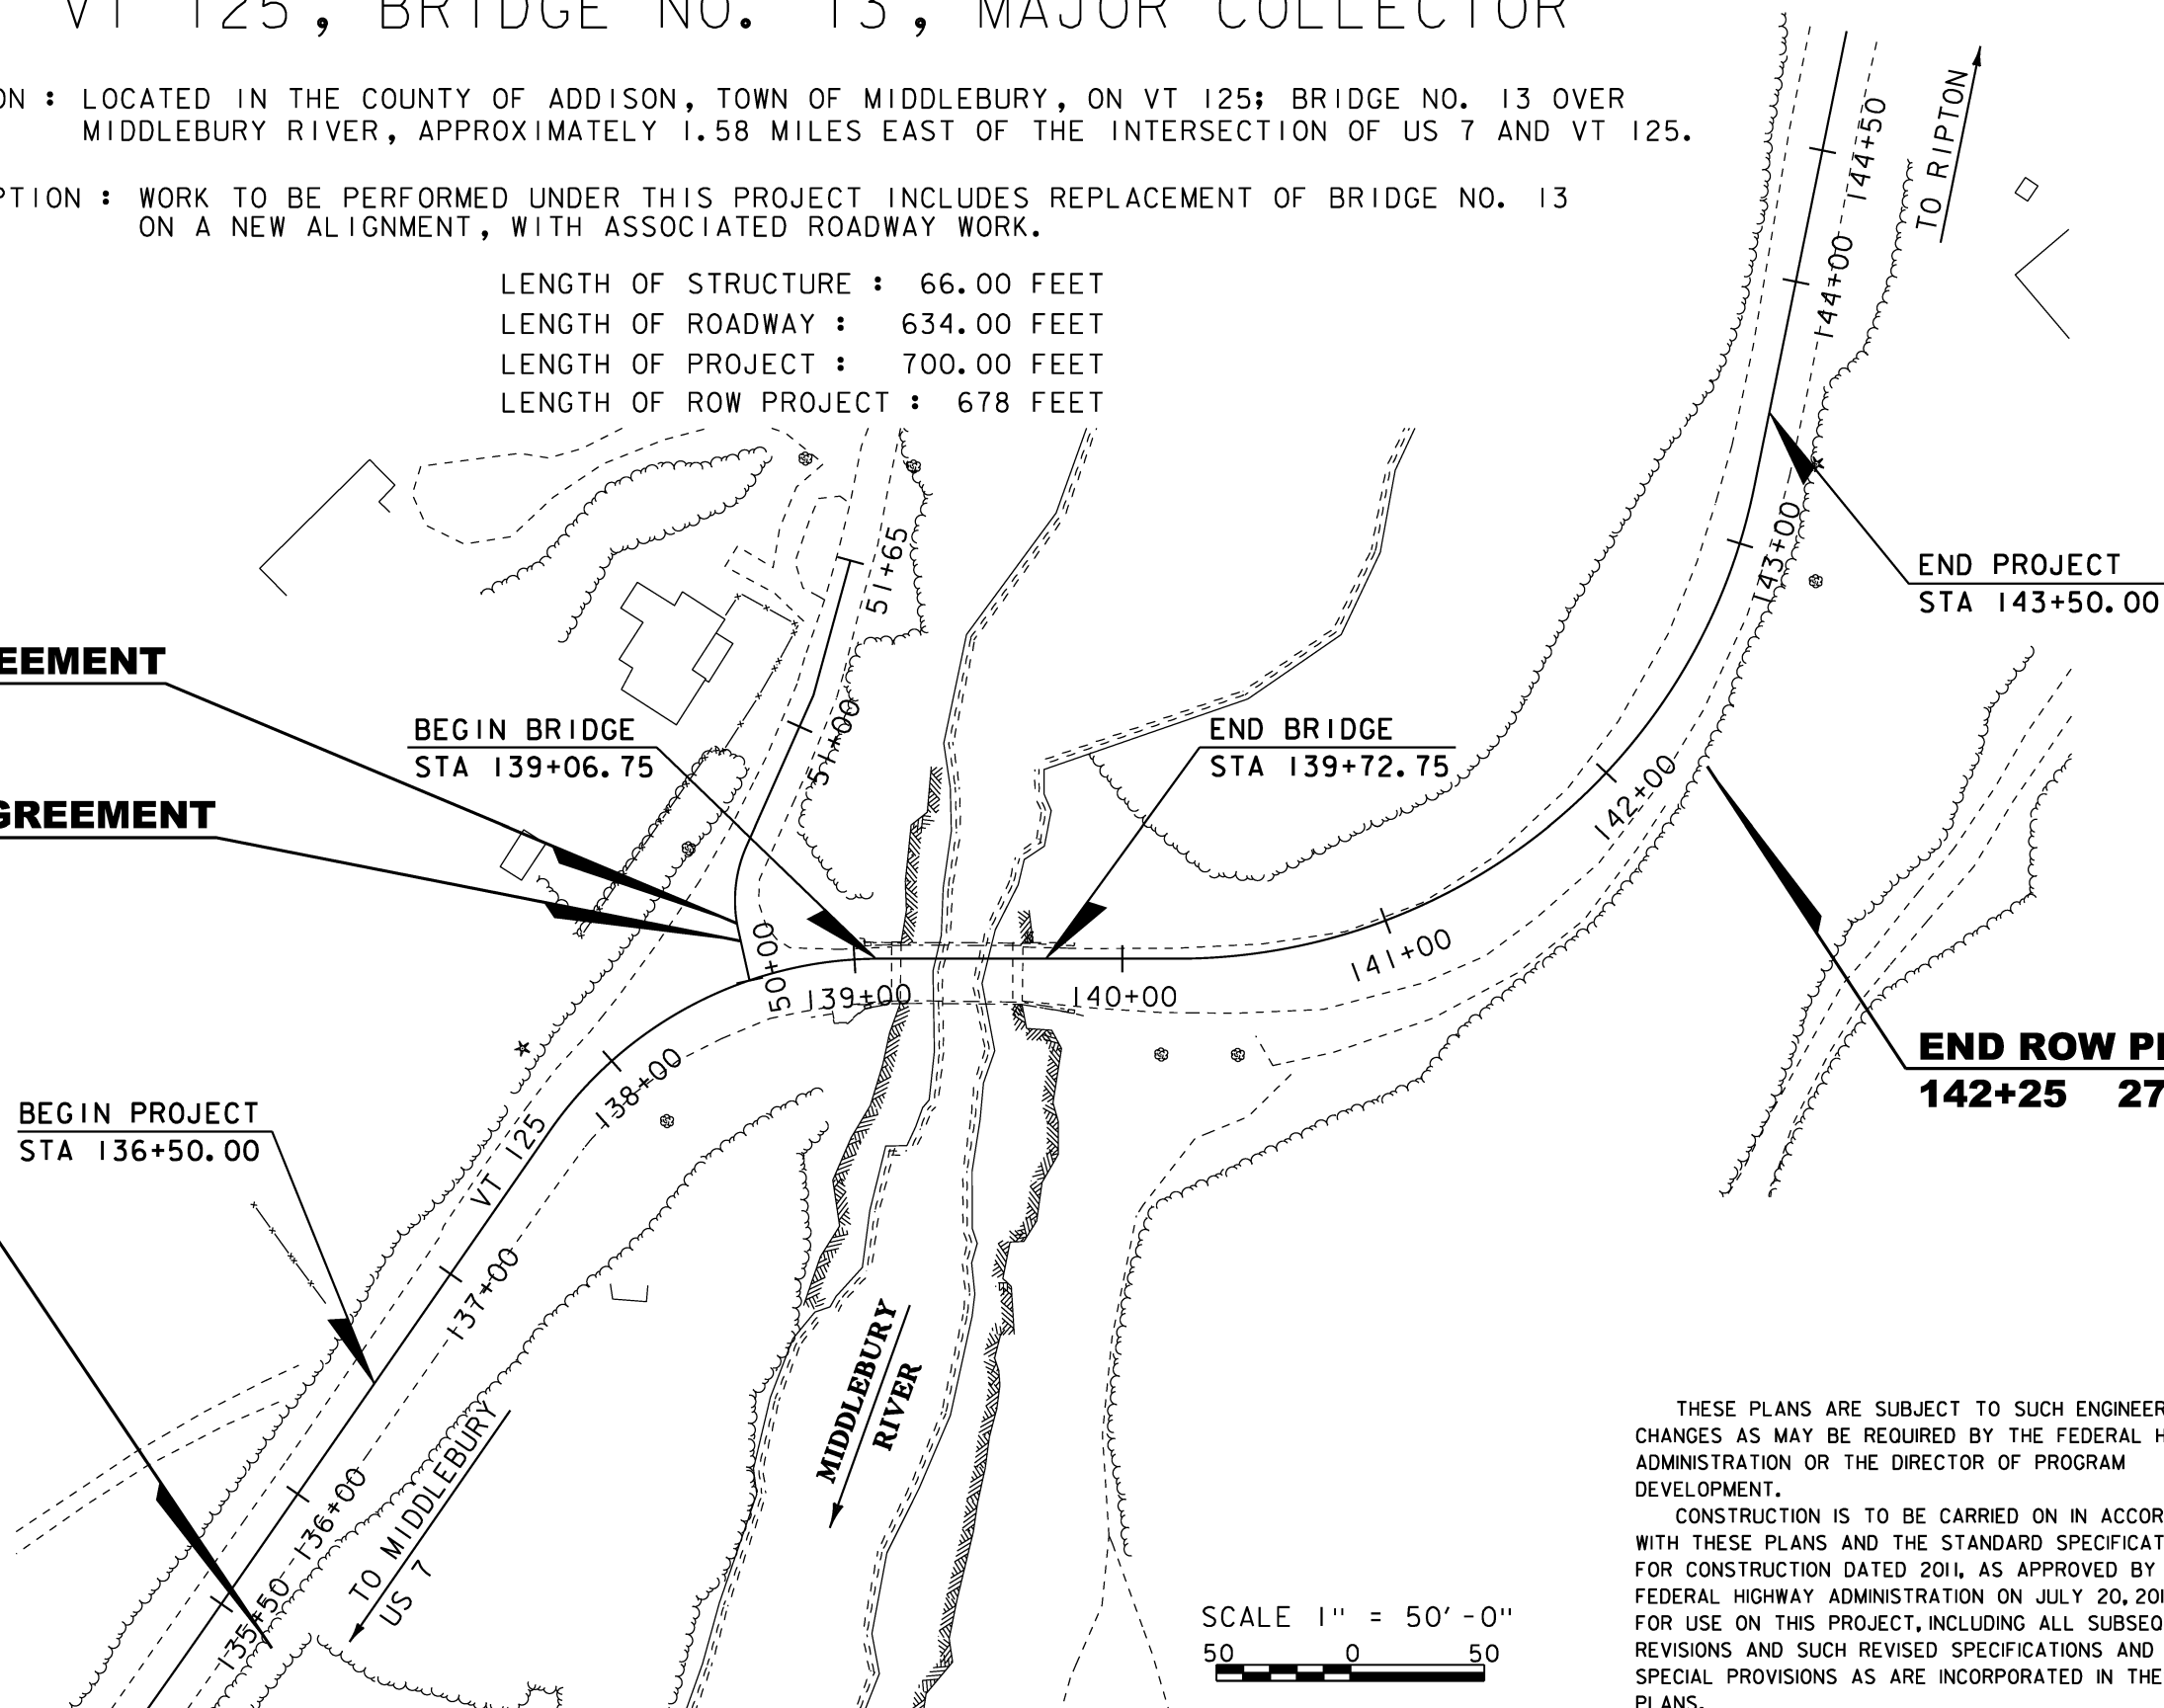 VT 125, BRIDGE NO. 13, MAJOR COLLECTOR
ON : LOCATED IN THE COUNTY OF ADDISON, TOWN OF MIDDLEBURY, ON VT 125; BRIDGE NO. 13 OVER
MIDDLEBURY RIVER, APPROXIMATELY 1.58 MILES EAST OF THE INTERSECTION OF US 7 AND VT 125.
PTION : WORK TO BE PERFORMED UNDER THIS PROJECT INCLUDES REPLACEMENT OF BRIDGE NO. 13
ON A NEW ALIGNMENT, WITH ASSOCIATED ROADWAY WORK.
LENGTH OF STRUCTURE : 66.00 FEET
LENGTH OF ROADWAY : 634.00 FEET
LENGTH OF PROJECT : 700.00 FEET
LENGTH OF ROW PROJECT : 678 FEET
TO RIPTON
144+50
144+00
143+00
END PROJECT
STA 143+50.00
51+65
51+00
EEMENT
BEGIN BRIDGE
STA 139+06.75
END BRIDGE
STA 139+72.75
GREEMENT
142+00
141+00
50+00
139+00
140+00
138+00
END ROW P
142+25 27
BEGIN PROJECT
STA 136+50.00
VT 125
137+00
136+00
135+50
TO MIDDLEBURY
US 7
MIDDLEBURY
RIVER
SCALE 1" = 50'-0"
50 0 50
THESE PLANS ARE SUBJECT TO SUCH ENGINEER
CHANGES AS MAY BE REQUIRED BY THE FEDERAL H
ADMINISTRATION OR THE DIRECTOR OF PROGRAM
DEVELOPMENT.
CONSTRUCTION IS TO BE CARRIED ON IN ACCOR
WITH THESE PLANS AND THE STANDARD SPECIFICAT
FOR CONSTRUCTION DATED 2011, AS APPROVED BY
FEDERAL HIGHWAY ADMINISTRATION ON JULY 20, 201
FOR USE ON THIS PROJECT, INCLUDING ALL SUBSEQ
REVISIONS AND SUCH REVISED SPECIFICATIONS AND
SPECIAL PROVISIONS AS ARE INCORPORATED IN THE
PLANS.